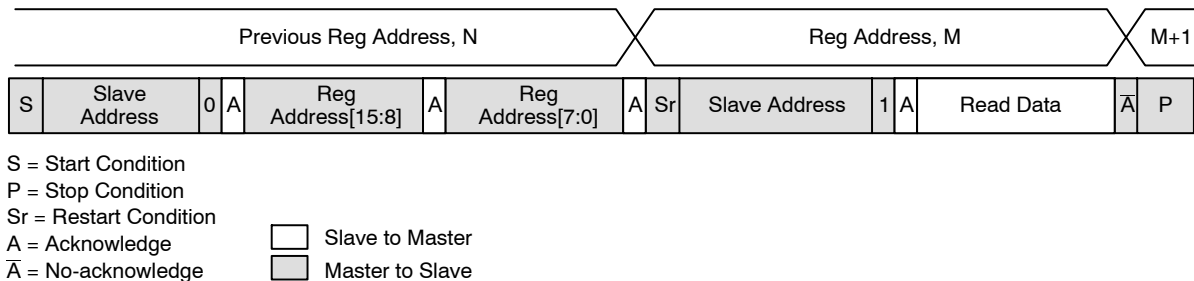 Previous Reg Address, N Reg Address, M M+1
S Slave Address 0 A Reg Address[15:8] A Reg Address[7:0] A Sr Slave Address 1 A Read Data A̅ P
S = Start Condition
P = Stop Condition
Sr = Restart Condition
A = Acknowledge
A̅ = No-acknowledge
Slave to Master
Master to Slave